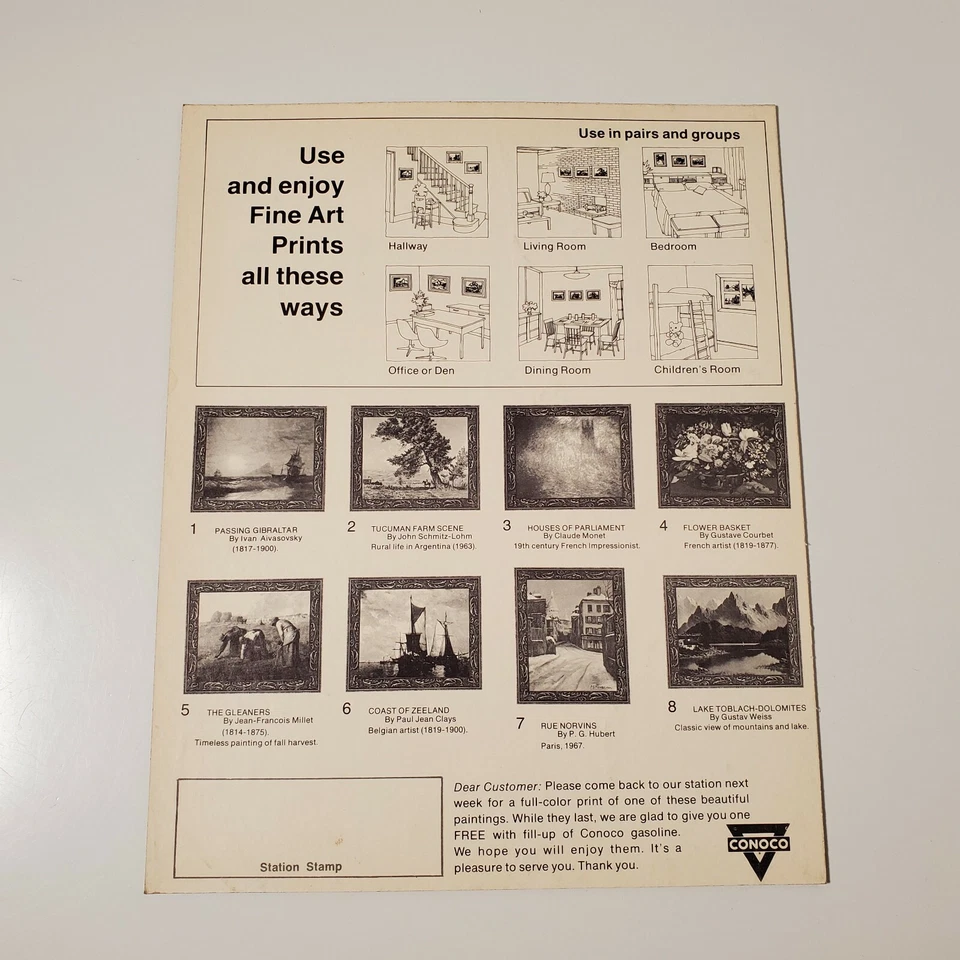 Use
and enjoy
Fine Art
Prints
all these
ways
Use in pairs and groups
Hallway
Living Room
Bedroom
Office or Den
Dining Room
Children's Room
1 PASSING GIBRALTAR
By Ivan Aivasovsky
(1817-1900).
2 TUCUMAN FARM SCENE
By John Schmitz-Lohm
Rural life in Argentina (1963).
3 HOUSES OF PARLIAMENT
By Claude Monet
19th century French Impressionist.
4 FLOWER BASKET
By Gustave Courbet
French artist (1819-1877).
5 THE GLEANERS
By Jean-Francois Millet
(1814-1875).
Timeless painting of fall harvest.
6 COAST OF ZEELAND
By Paul Jean Clays
Belgian artist (1819-1900).
7 RUE NORVINS
By P. G. Hubert
Paris, 1967.
8 LAKE TOBLACH-DOLOMITES
By Gustav Weiss
Classic view of mountains and lake.
Station Stamp
Dear Customer: Please come back to our station next
week for a full-color print of one of these beautiful
paintings. While they last, we are glad to give you one
FREE with fill-up of Conoco gasoline.
We hope you will enjoy them. It's a
pleasure to serve you. Thank you.
CONOCO